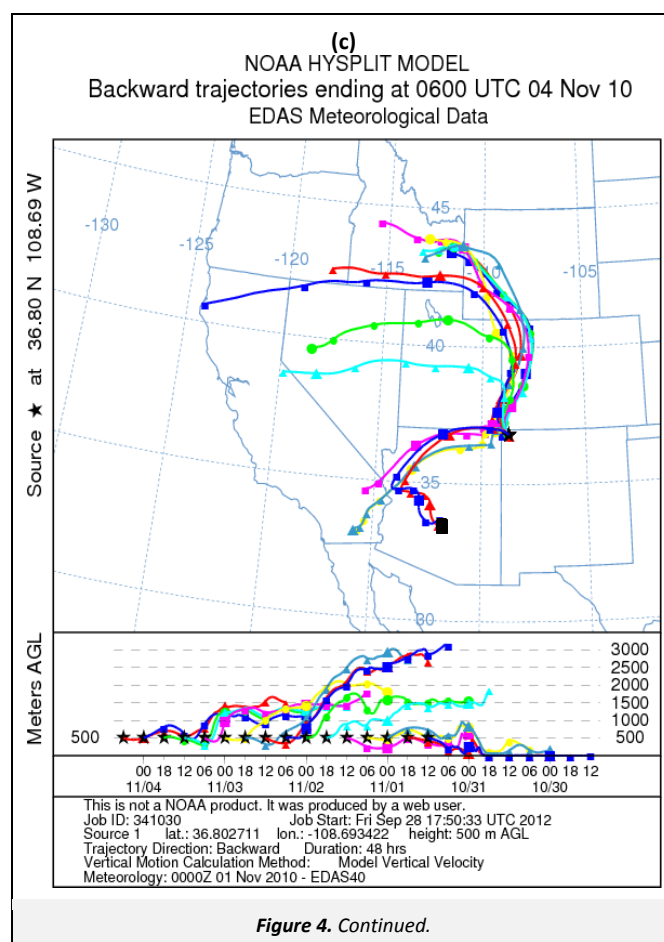 (c)
NOAA HYSPLIT MODEL
Backward trajectories ending at 0600 UTC 04 Nov 10
EDAS Meteorological Data
Source ★ at 36.80 N 108.69 W
-130
-125
-120
-115
-105
45
40
35
30
Meters AGL
3000
2500
2000
1500
1000
500
500
00 18 12 06 00 18 12 06 00 18 12 06 00 18 12 06 00 18 12 06 00 18 12
11/04 11/03 11/02 11/01 10/31 10/30
This is not a NOAA product. It was produced by a web user.
Job ID: 341030 Job Start: Fri Sep 28 17:50:33 UTC 2012
Source 1 lat.: 36.802711 lon.: -108.693422 height: 500 m AGL
Trajectory Direction: Backward Duration: 48 hrs
Vertical Motion Calculation Method: Model Vertical Velocity
Meteorology: 0000Z 01 Nov 2010 - EDAS40
Figure 4. Continued.